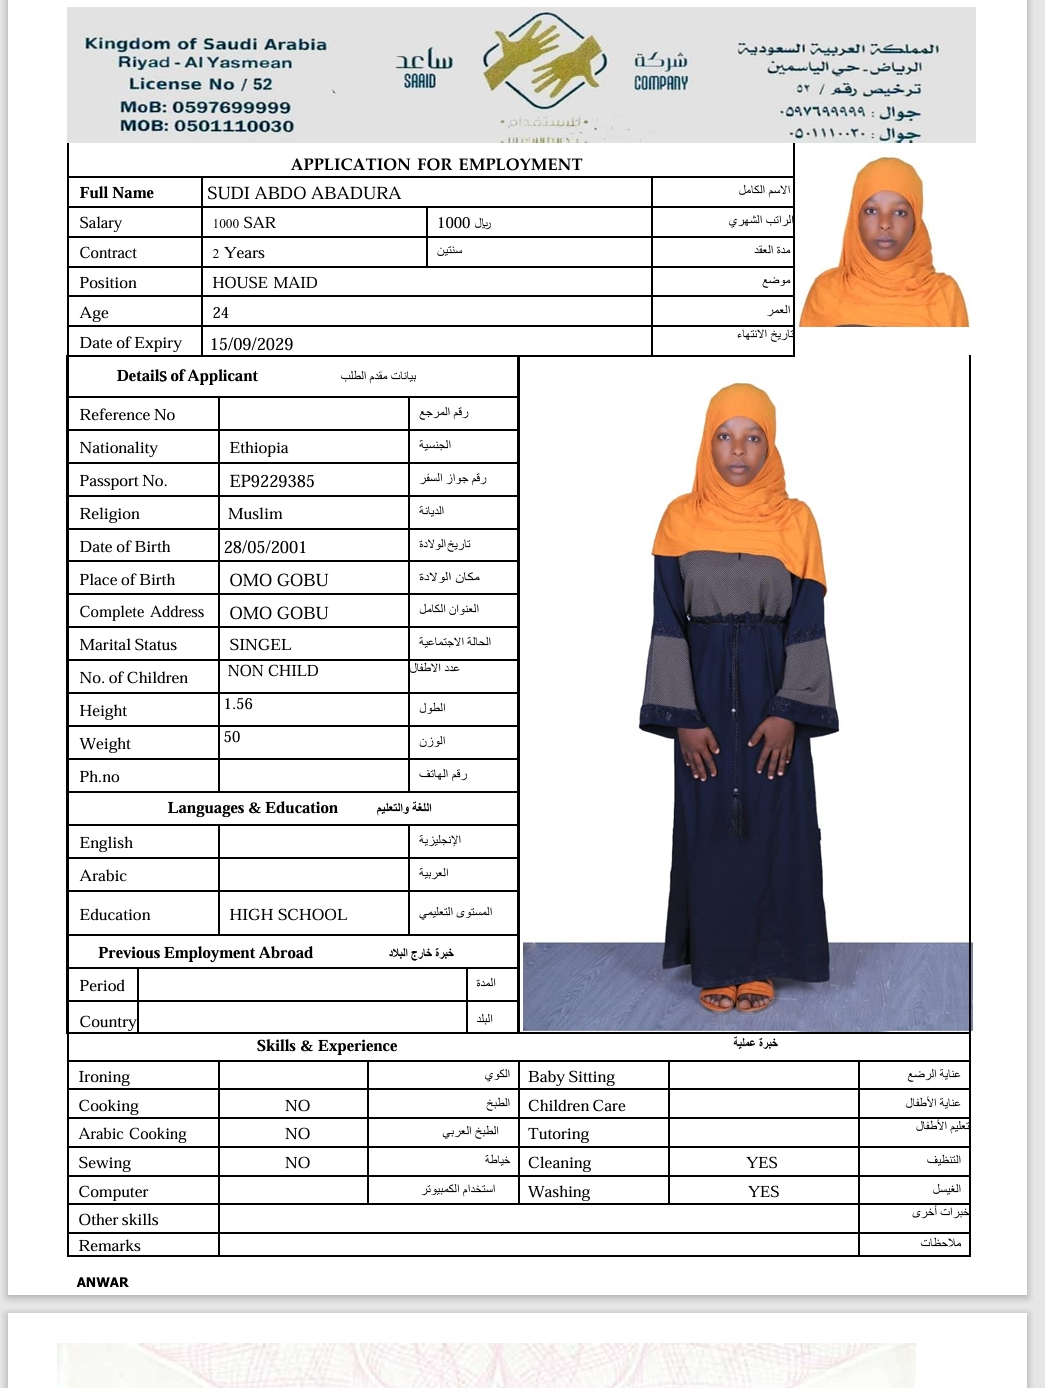 Kingdom of Saudi Arabia
Riyad - Al Yasmean
License No / 52
MoB: 0597699999
MOB: 0501110030
ساعد
SAAID
شركة
COMPANY
للاستقدام
المملكة العربية السعودية
الرياض - حي الياسمين
ترخيص رقم / ٥٢
جوال : ٠٥٩٧٦٩٩٩٩٩
جوال : ٠٥٠١١١٠٠٣٠
APPLICATION FOR EMPLOYMENT
Full Name SUDI ABDO ABADURA الاسم الكامل
Salary 1000 SAR 1000 ريال الراتب الشهري
Contract 2 Years سنتين مدة العقد
Position HOUSE MAID موضع
Age 24 العمر
Date of Expiry 15/09/2029 تاريخ الانتهاء
Details of Applicant بيانات مقدم الطلب
Reference No رقم المرجع
Nationality Ethiopia الجنسية
Passport No. EP9229385 رقم جواز السفر
Religion Muslim الديانة
Date of Birth 28/05/2001 تاريخ الولادة
Place of Birth OMO GOBU مكان الولادة
Complete Address OMO GOBU العنوان الكامل
Marital Status SINGEL الحالة الاجتماعية
No. of Children NON CHILD عدد الاطفال
Height 1.56 الطول
Weight 50 الوزن
Ph.no رقم الهاتف
Languages & Education اللغة والتعليم
English الإنجليزية
Arabic العربية
Education HIGH SCHOOL المستوى التعليمي
Previous Employment Abroad خبرة خارج البلاد
Period المدة
Country البلد
Skills & Experience خبرة عملية
Ironing الكوي Baby Sitting عناية الرضع
Cooking NO الطبخ Children Care عناية الأطفال
Arabic Cooking NO الطبخ العربي Tutoring تعليم الأطفال
Sewing NO خياطة Cleaning YES التنظيف
Computer استخدام الكمبيوتر Washing YES الغيسل
Other skills خبرات أخرى
Remarks ملاحظات
ANWAR